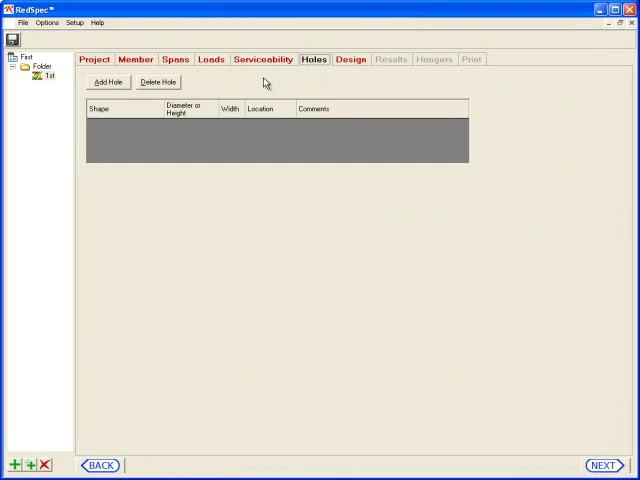 RedSpec™
File Options Setup Help
First
Folder
1st
Project Member Spans Loads Serviceability Holes Design Results Hangers Print
Add Hole Delete Hole
Shape Diameter or Height Width Location Comments
BACK NEXT